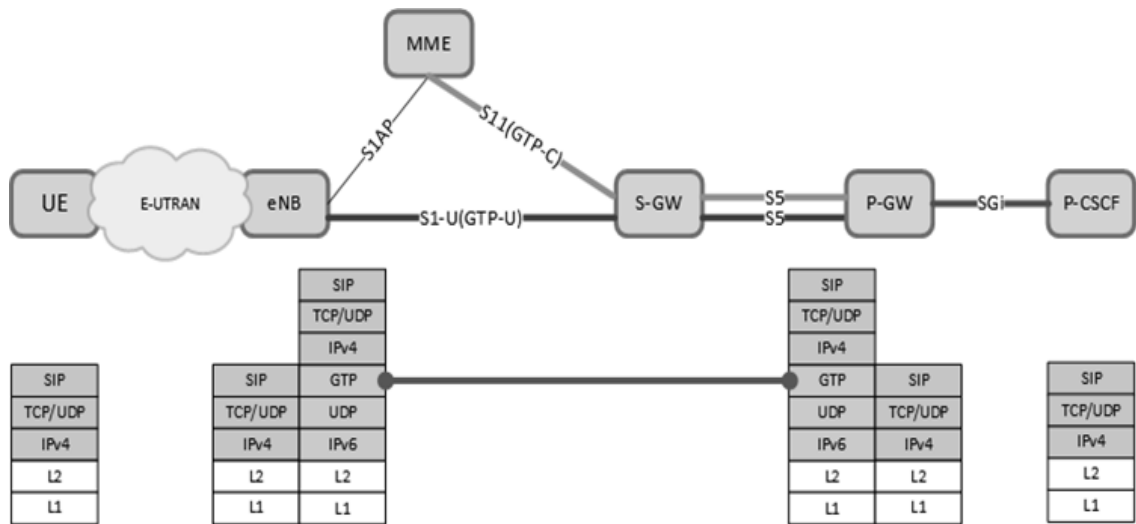 MME
S1AP
S11(GTP-C)
UE
E-UTRAN
eNB
S-GW
S5
P-GW
SGi
P-CSCF
S1-U(GTP-U)
S5
SIP
TCP/UDP
IPv4
GTP
UDP
IPv6
L2
L1
SIP
TCP/UDP
IPv4
GTP
UDP
IPv6
L2
L1
SIP
TCP/UDP
IPv4
L2
L1
SIP
TCP/UDP
IPv4
L2
L1
SIP
TCP/UDP
IPv4
L2
L1
SIP
TCP/UDP
IPv4
L2
L1